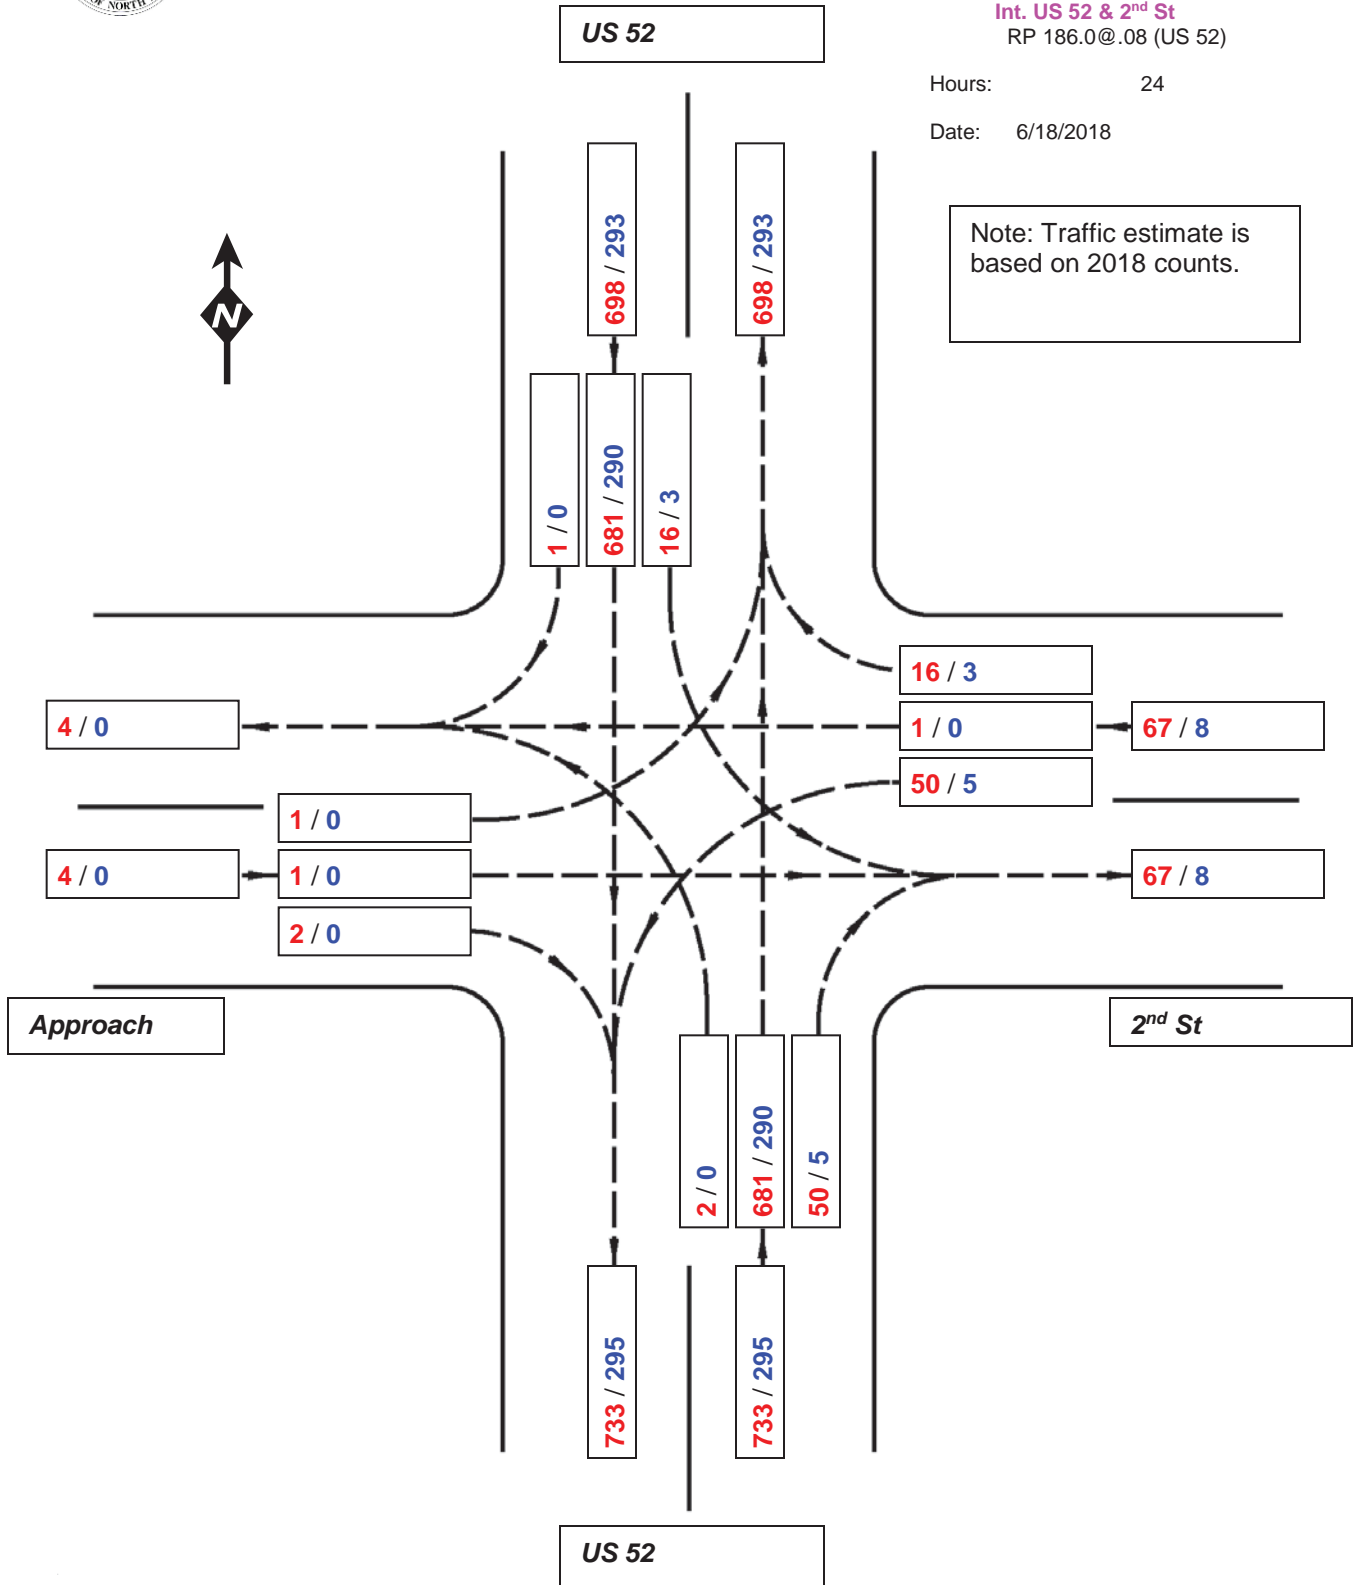 OF NORTH
US 52
Int. US 52 & 2nd St
RP 186.0@.08 (US 52)
Hours: 24
Date: 6/18/2018
Note: Traffic estimate is
based on 2018 counts.
698 / 293
698 / 293
N
1 / 0
681 / 290
16 / 3
16 / 3
4 / 0
1 / 0
67 / 8
50 / 5
1 / 0
4 / 0
1 / 0
67 / 8
2 / 0
Approach
2nd St
2 / 0
681 / 290
50 / 5
733 / 295
733 / 295
US 52